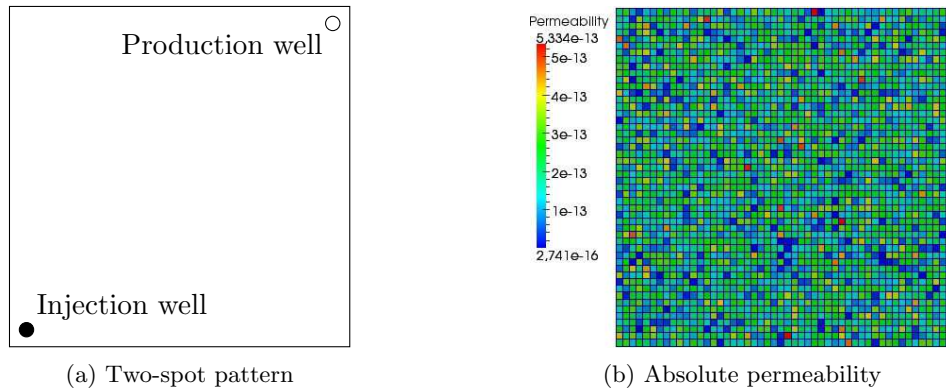 Production well
Injection well
(a) Two-spot pattern
Permeability
5,334e-13
5e-13
4e-13
3e-13
2e-13
1e-13
2,741e-16
(b) Absolute permeability